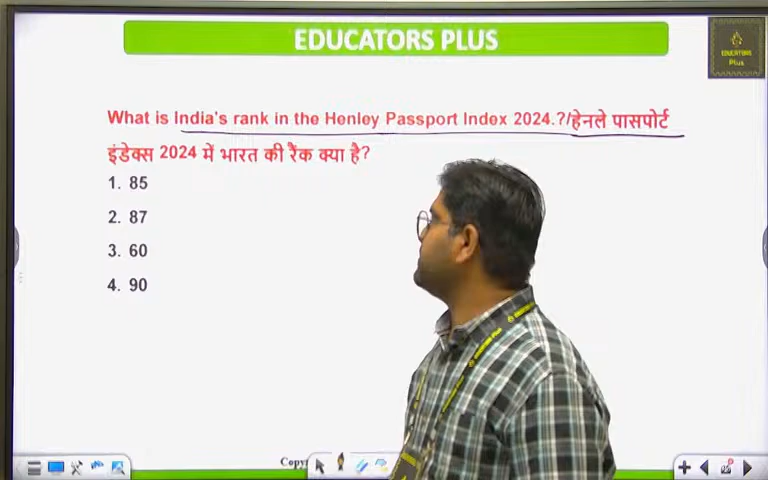 EDUCATORS PLUS
EDUCATORS
Plus
What is India's rank in the Henley Passport Index 2024.?/हेनले पासपोर्ट
इंडेक्स 2024 में भारत की रैंक क्या है?
1. 85
2. 87
3. 60
4. 90